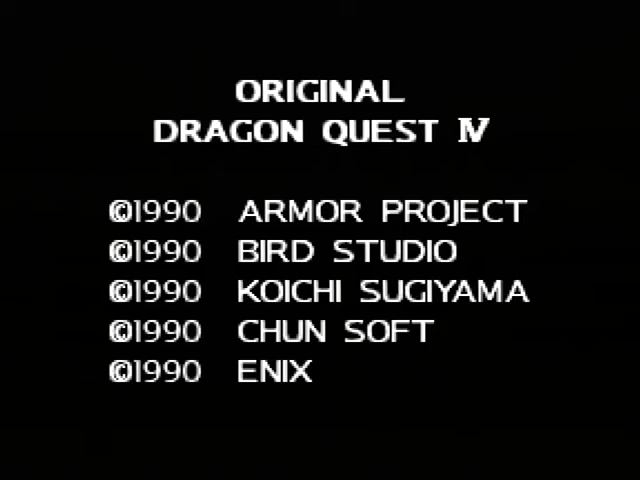 ORIGINAL
DRAGON QUEST Ⅳ
©1990 ARMOR PROJECT
©1990 BIRD STUDIO
©1990 KOICHI SUGIYAMA
©1990 CHUN SOFT
©1990 ENIX